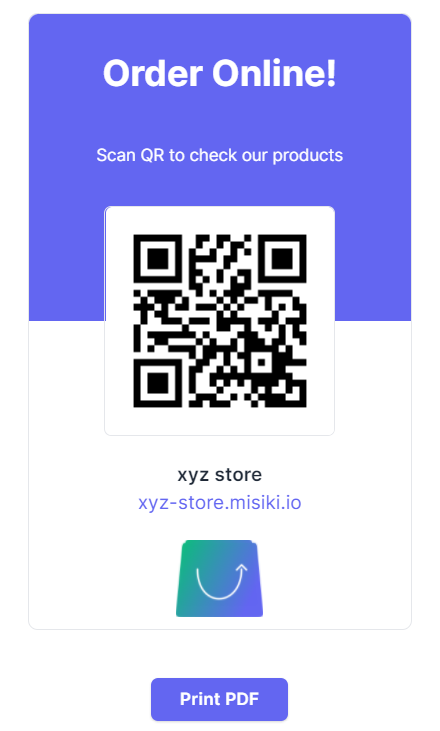 Order Online!
Scan QR to check our products
xyz store
xyz-store.misiki.io
Print PDF